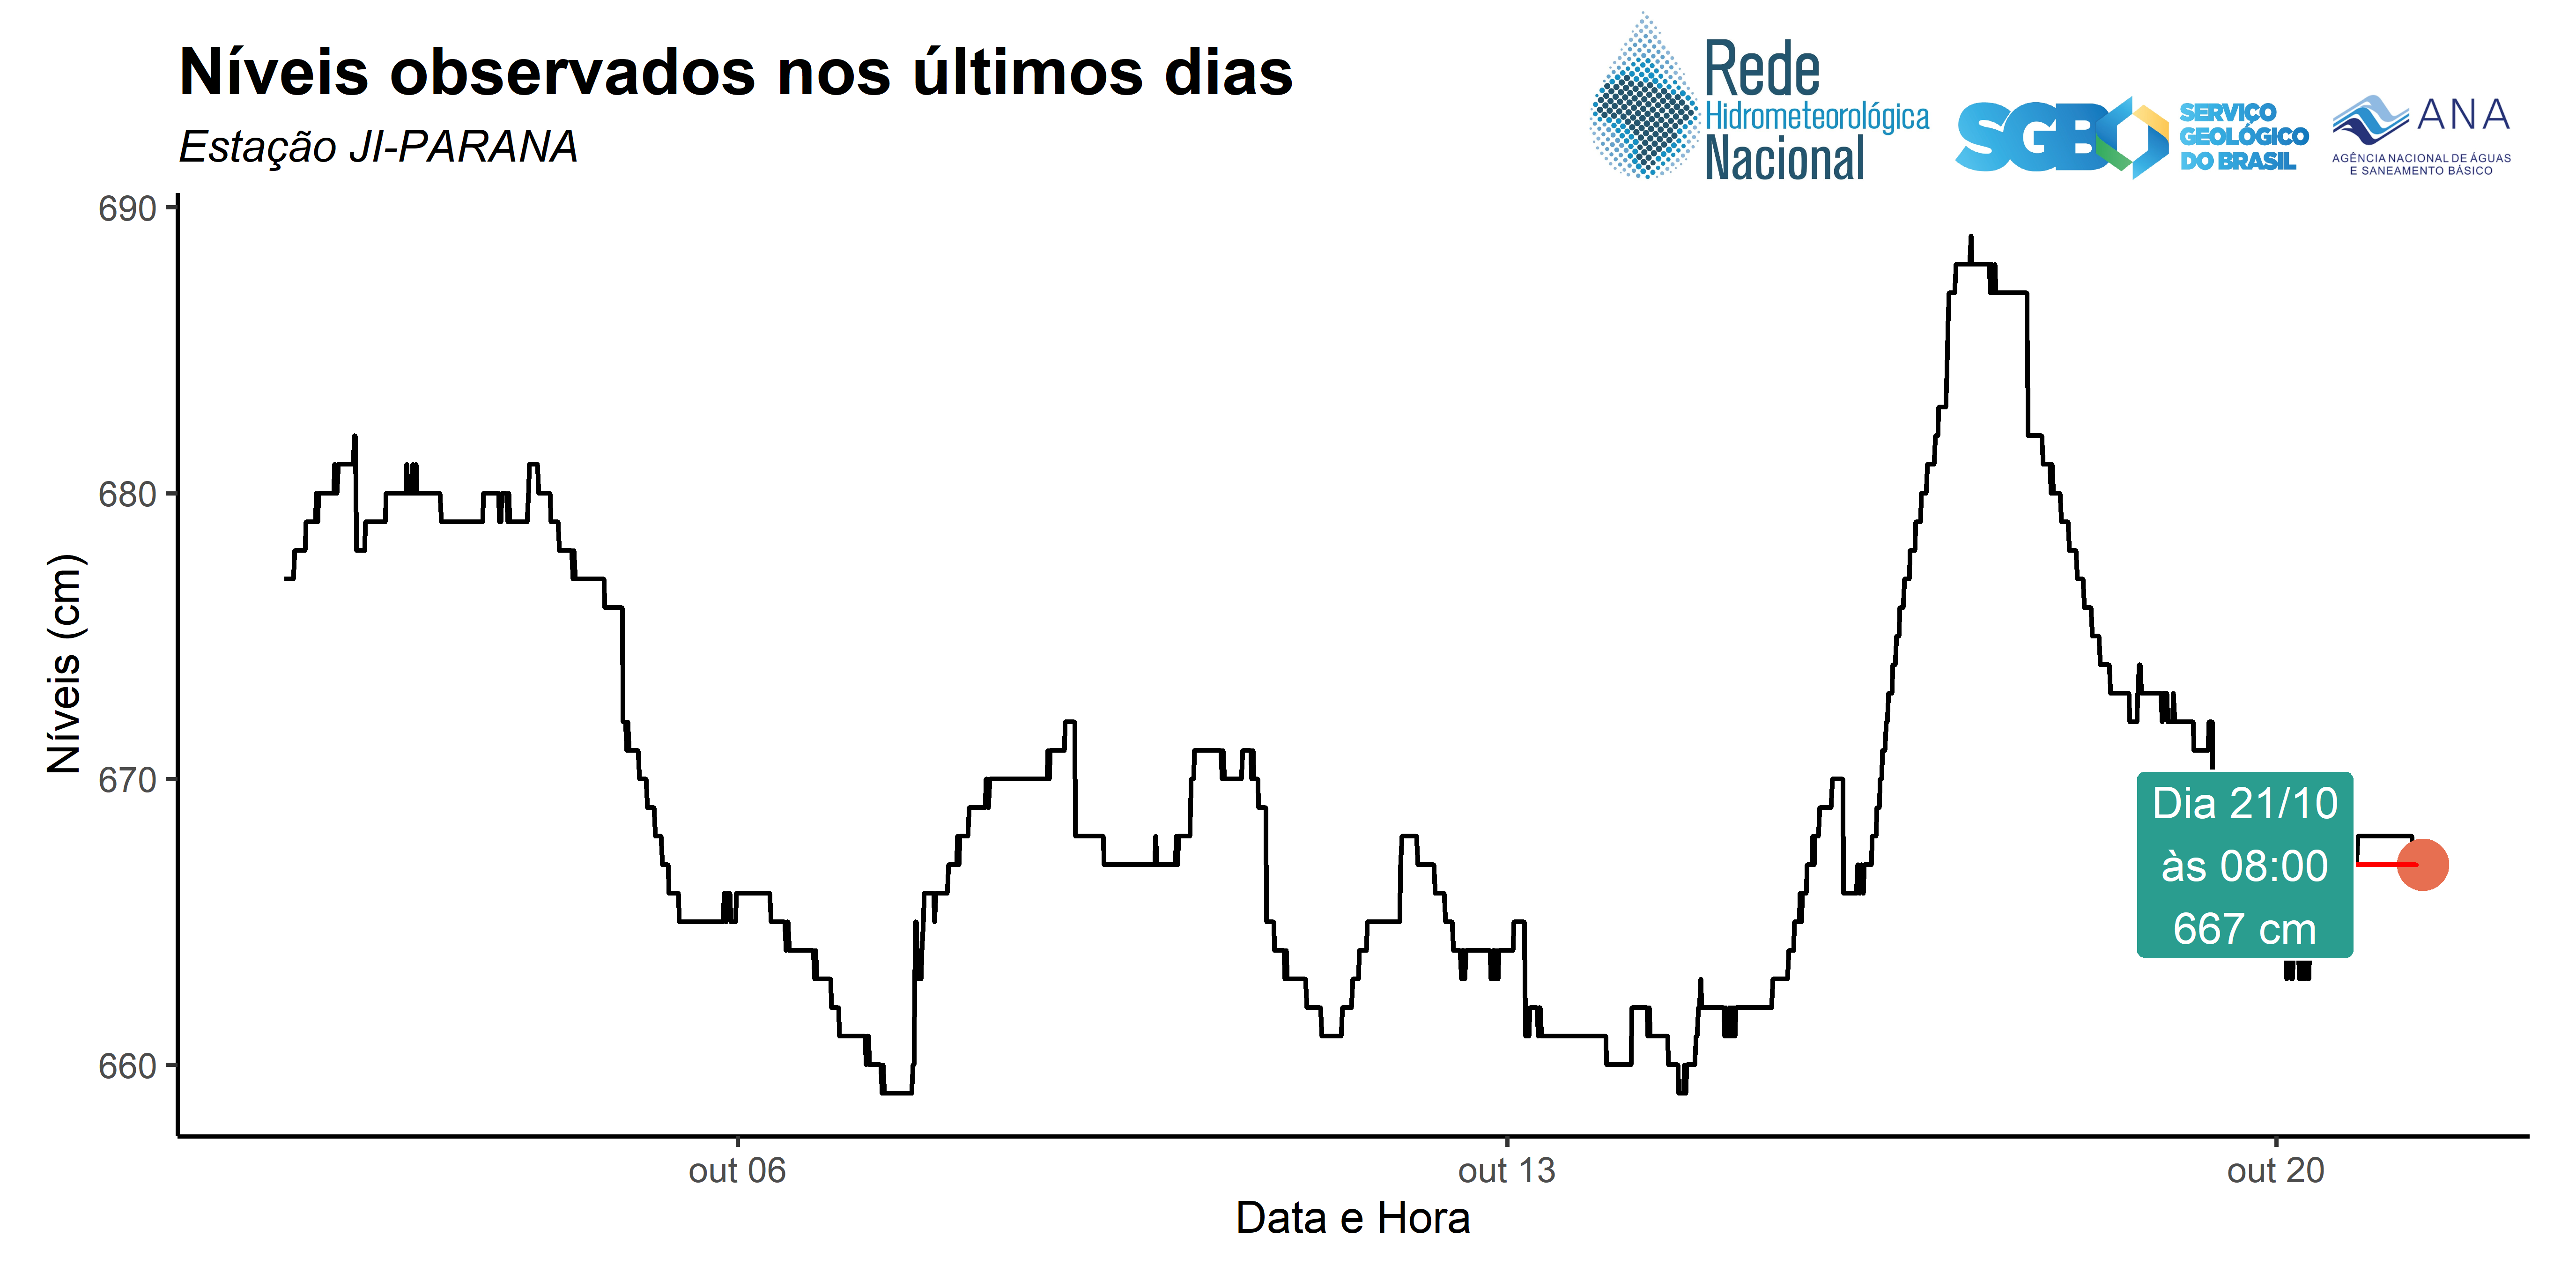 Níveis observados nos últimos dias
Estação JI-PARANA
Rede
Hidrometeorológica
Nacional
SGB
SERVIÇO
GEOLÓGICO
DO BRASIL
ANA
AGÊNCIA NACIONAL DE ÁGUAS
E SANEAMENTO BÁSICO
Níveis (cm)
690
680
670
660
Dia 21/10
às 08:00
667 cm
out 06
out 13
out 20
Data e Hora